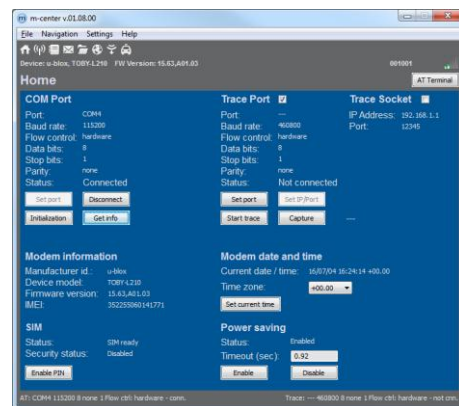 m-center v.01.08.00
File Navigation Settings Help
Device: u-blox, TOBY-L210 FW Version: 15.63,A01.03 001001
Home AT Terminal
COM Port
Port: COM4
Baud rate: 115200
Flow control: hardware
Data bits: 8
Stop bits: 1
Parity: none
Status: Connected
Set port Disconnect
Initialization Get info
Trace Port
Port: ---
Baud rate: 460800
Flow control: hardware
Data bits: 8
Stop bits: 1
Parity: none
Status: Not connected
Set port Set IP/Port
Start trace Capture ---
Trace Socket
IP Address: 192.168.1.1
Port: 12345
Modem information
Manufacturer id.: u-blox
Device model: TOBY-L210
Firmware version: 15.63,A01.03
IMEI: 352255060141771
Modem date and time
Current date / time: 16/07/04 16:24:14 +00.00
Time zone: +00.00
Set current time
SIM
Status: SIM ready
Security status: Disabled
Enable PIN
Power saving
Status: Enabled
Timeout (sec): 0.92
Enable Disable
AT: COM4 115200 8 none 1 Flow ctrl: hardware - conn. Trace: --- 460800 8 none 1 Flow ctrl: hardware - not cnn.